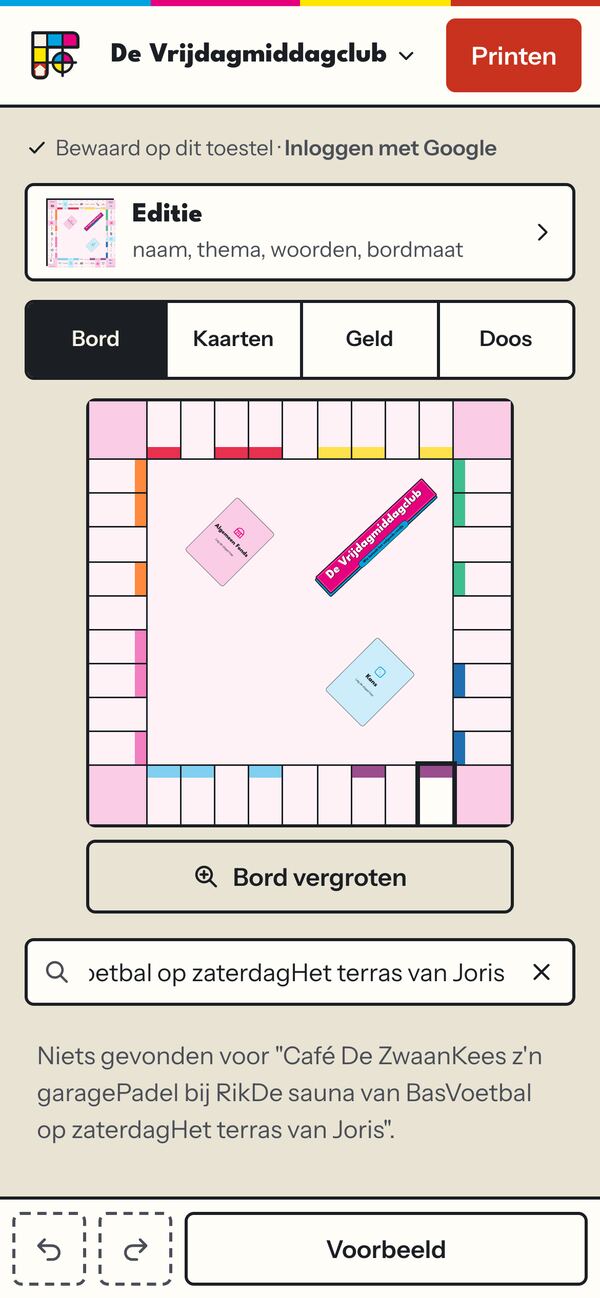 De Vrijdagmiddagclub
Printen
Bewaard op dit toestel · Inloggen met Google
Editie
naam, thema, woorden, bordmaat
Bord
Kaarten
Geld
Doos
Algemeen Fonds
De Vrijdagmiddagclub
Kans
Bord vergroten
oetbal op zaterdagHet terras van Joris
Niets gevonden voor "Café De ZwaanKees z'n
garagePadel bij RikDe sauna van BasVoetbal
op zaterdagHet terras van Joris".
Voorbeeld